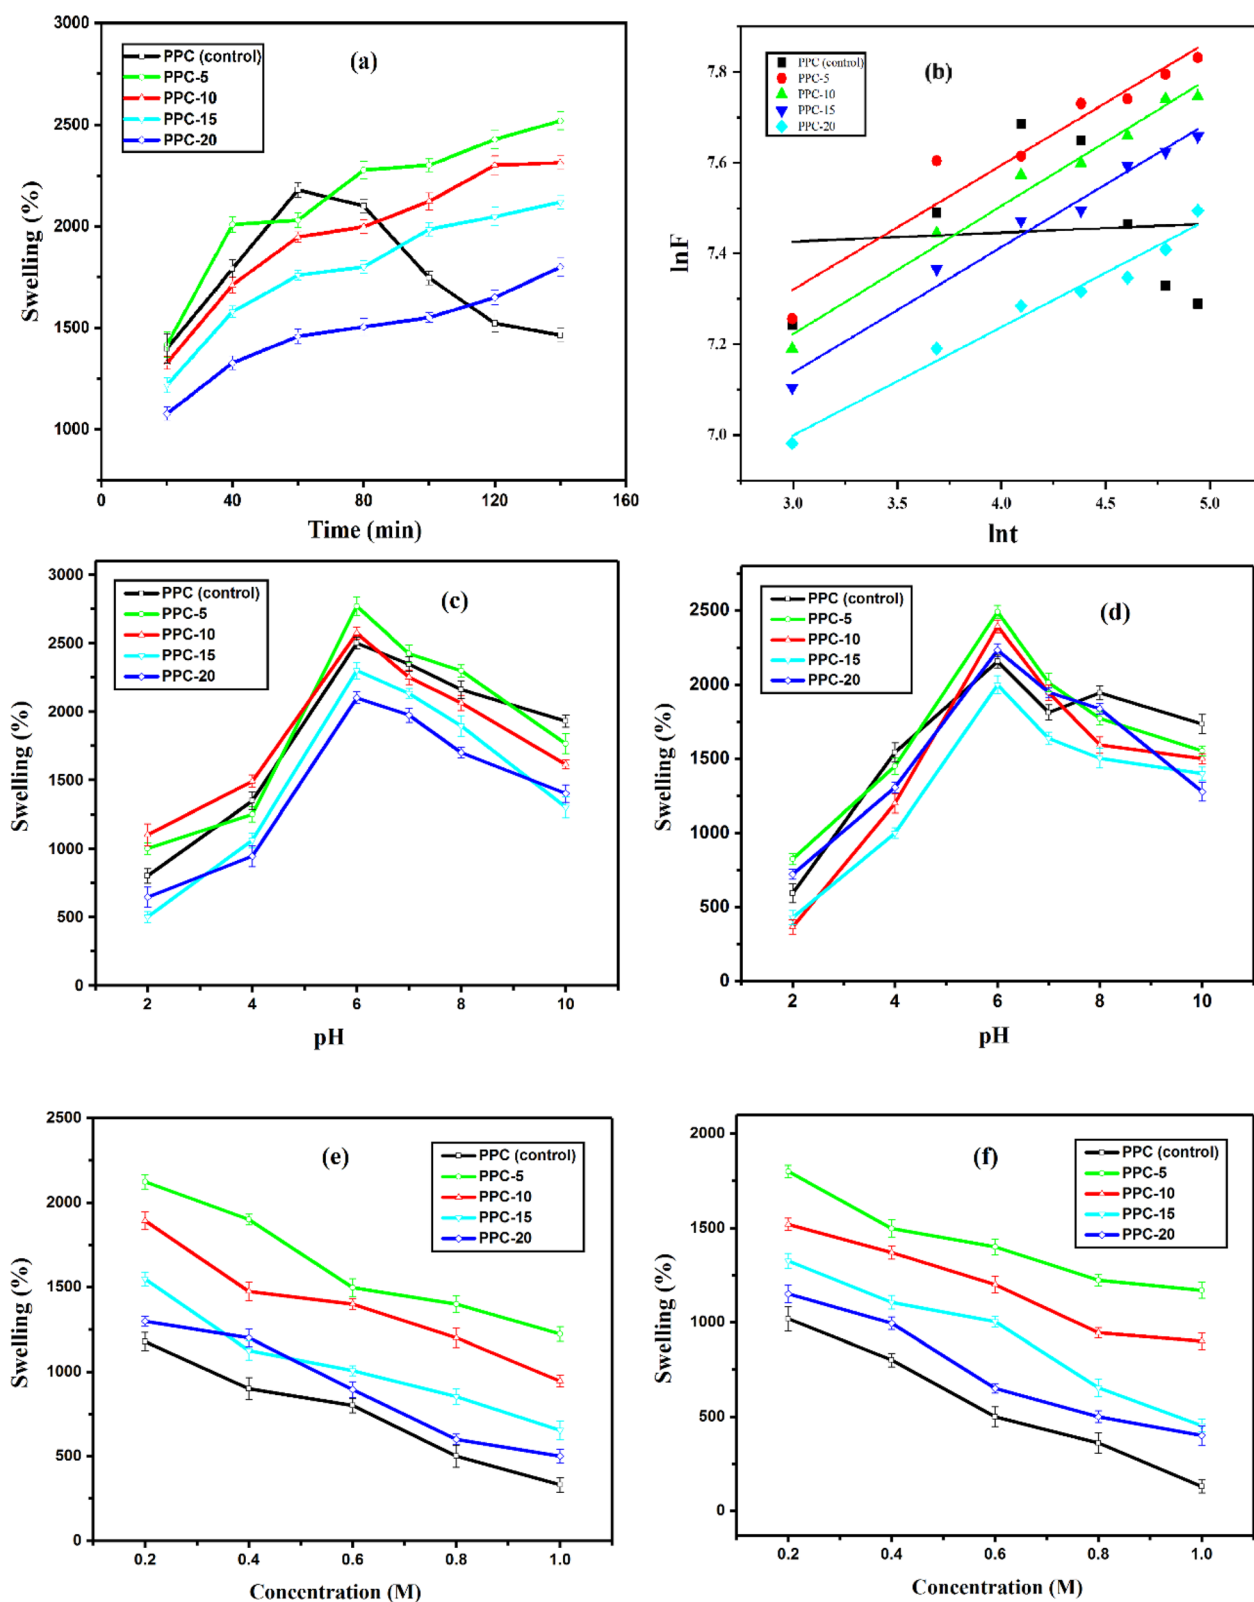 3000
2500
2000
1500
1000
Swelling (%)
PPC (control)
PPC-5
PPC-10
PPC-15
PPC-20
(a)
0 40 80 120 160
Time (min)
7.8
7.6
7.4
7.2
7.0
lnF
PPC (control)
PPC-5
PPC-10
PPC-15
PPC-20
(b)
3.0 3.5 4.0 4.5 5.0
lnt
3000
2500
2000
1500
1000
500
0
Swelling (%)
PPC (control)
PPC-5
PPC-10
PPC-15
PPC-20
(c)
2 4 6 8 10
pH
2500
2000
1500
1000
500
0
Swelling (%)
PPC (control)
PPC-5
PPC-10
PPC-15
PPC-20
(d)
2 4 6 8 10
pH
2500
2000
1500
1000
500
0
Swelling (%)
(e)
PPC (control)
PPC-5
PPC-10
PPC-15
PPC-20
0.2 0.4 0.6 0.8 1.0
Concentration (M)
2000
1500
1000
500
0
Swelling (%)
(f)
PPC (control)
PPC-5
PPC-10
PPC-15
PPC-20
0.2 0.4 0.6 0.8 1.0
Concentration (M)